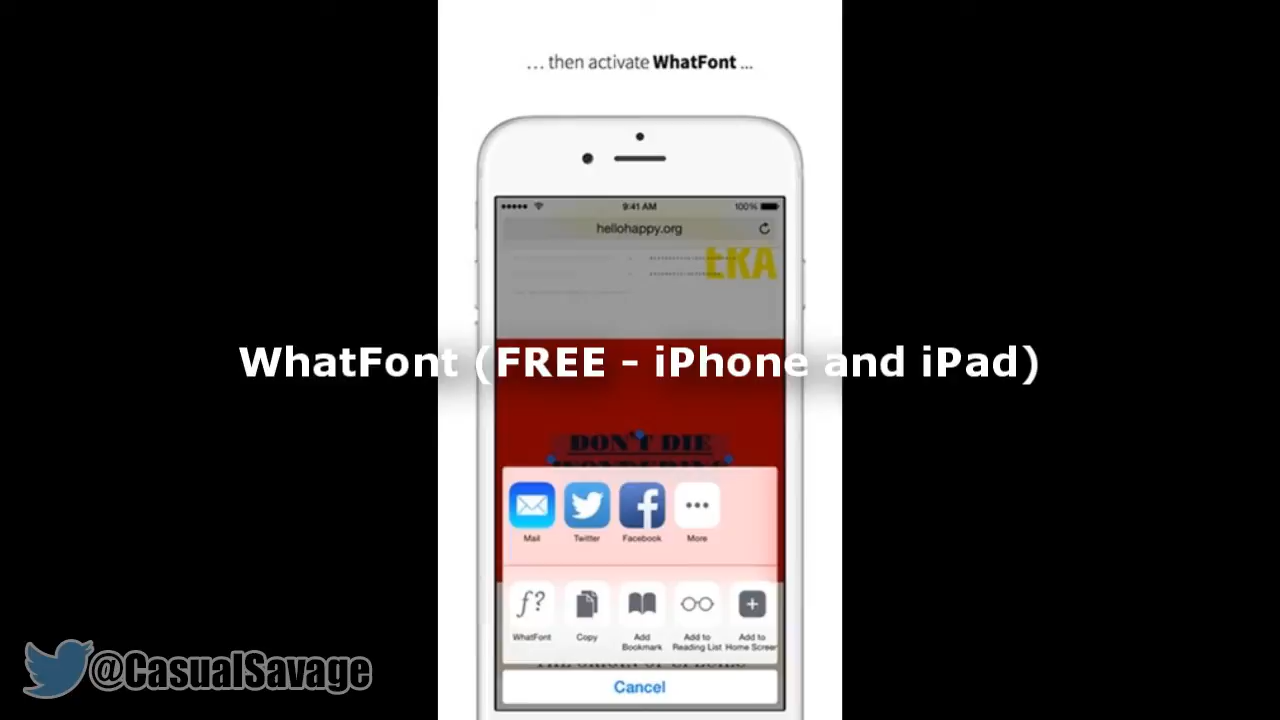 … then activate WhatFont ...
9:41 AM
100%
hellohappy.org
EKA
WhatFont (FREE - iPhone and iPad)
DON'T DIE
Mail
Twitter
Facebook
More
f?
WhatFont
Copy
Add Bookmark
Add to Reading List
Add to Home Screen
Cancel
@CasualSavage